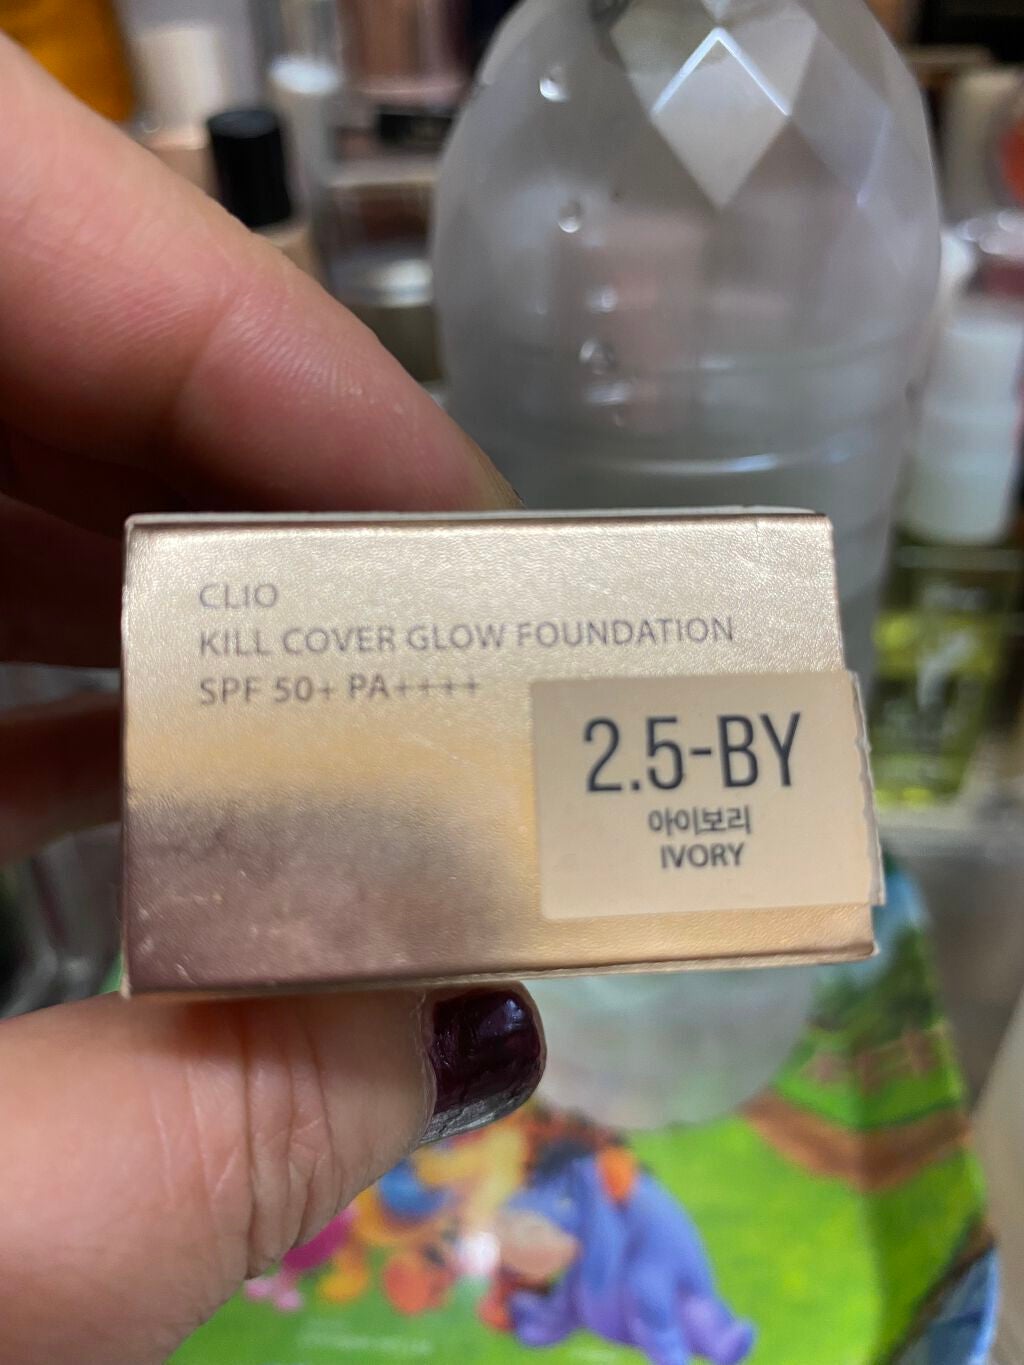 CLIO
KILL COVER GLOW FOUNDATION
SPF 50+ PA++++
2.5-BY
아이보리
IVORY